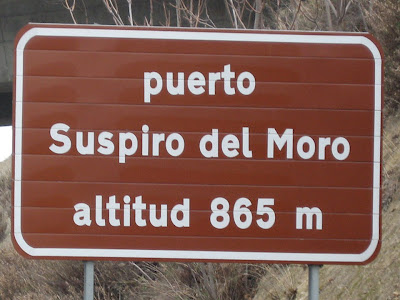 puerto
Suspiro del Moro
altitud 865 m